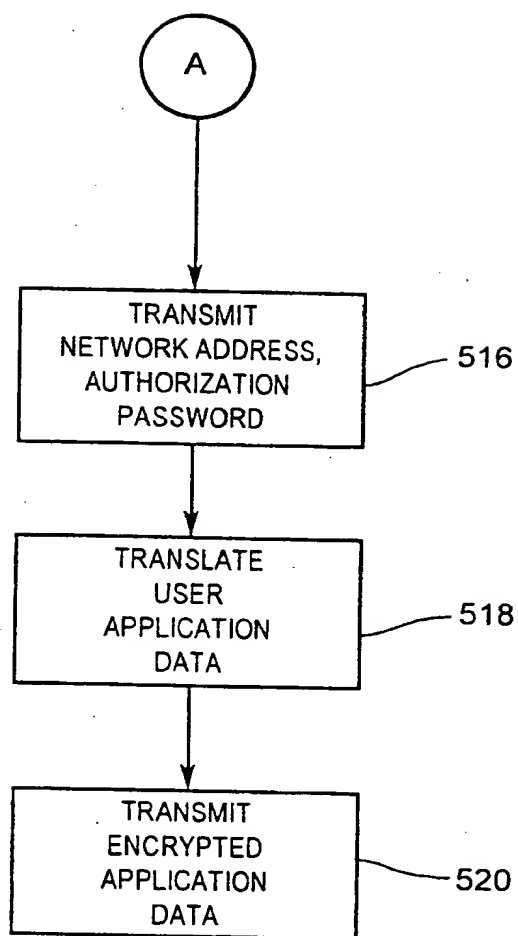 A
TRANSMIT
NETWORK ADDRESS,
AUTHORIZATION
PASSWORD
516
TRANSLATE
USER
APPLICATION
DATA
518
TRANSMIT
ENCRYPTED
APPLICATION
DATA
520